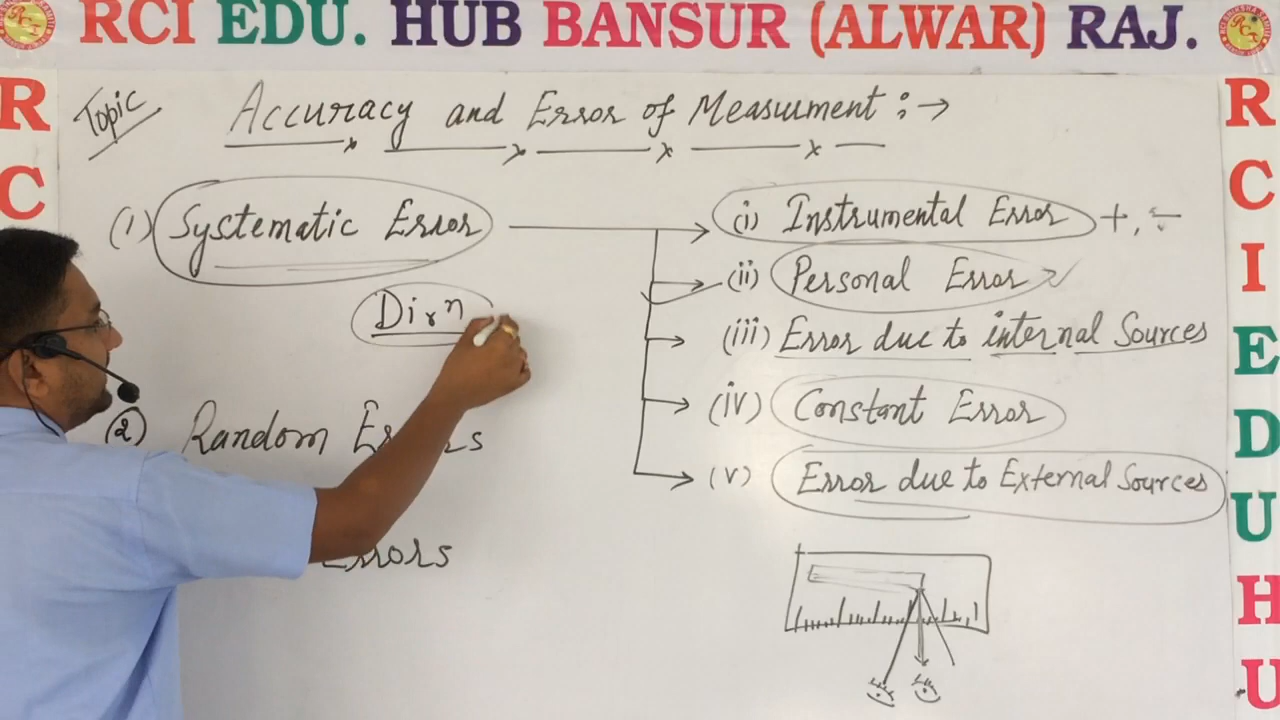 RCI EDU. HUB BANSUR (ALWAR) RAJ.
Topic Accuracy and Error of Measurment :→
(1) Systematic Error
Dirn
(2) Random Errors
Errors
(i) Instrumental Error +, -
(ii) Personal Error
(iii) Error due to internal Sources
(iv) Constant Error
(v) Error due to External Sources
R
C
R
C
I
E
D
U
H
U